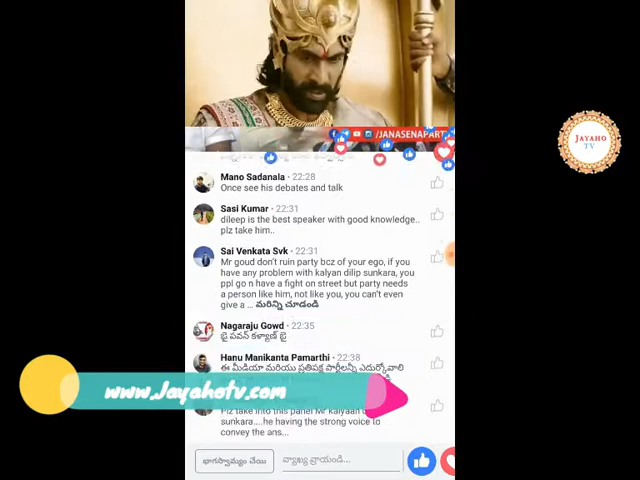 /JANASENAPARTY
JAYAHO
TV
Mano Sadanala · 22:28
Once see his debates and talk
Sasi Kumar · 22:31
dileep is the best speaker with good knowledge..
plz take him..
Sai Venkata Svk · 22:31
Mr goud don't ruin party bcz of your ego, if you
have any problem with kalyan dilip sunkara, you
ppl go n have a fight on street but party needs
a person like him, not like you, you can't even
give a ... మరిన్ని చూడండి
Nagaraju Gowd · 22:35
జై పవన్ కళ్యాణ్ జై
Hanu Manikanta Pamarthi · 22:38
ఈ మీడియా మరియు ప్రతిపక్ష పార్టీలన్నీ ఎదుర్కోవాలి
www.Jayahotv.com
Plz take into this panel Mr kalyaan
sunkara....he having the strong voice to
convey the ans...
భాగస్వామ్యం చేయి
వ్యాఖ్య వ్రాయండి...